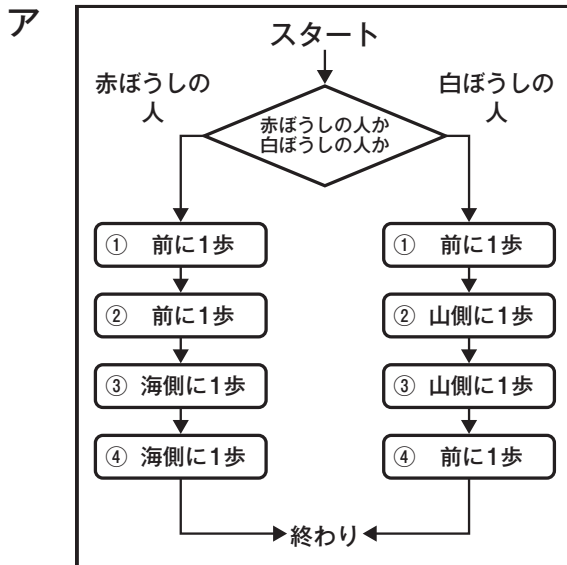 ア
スタート
赤ぼうしの
人
白ぼうしの
人
赤ぼうしの人か
白ぼうしの人か
① 前に1歩
② 前に1歩
③ 海側に1歩
④ 海側に1歩
① 前に1歩
② 山側に1歩
③ 山側に1歩
④ 前に1歩
終わり